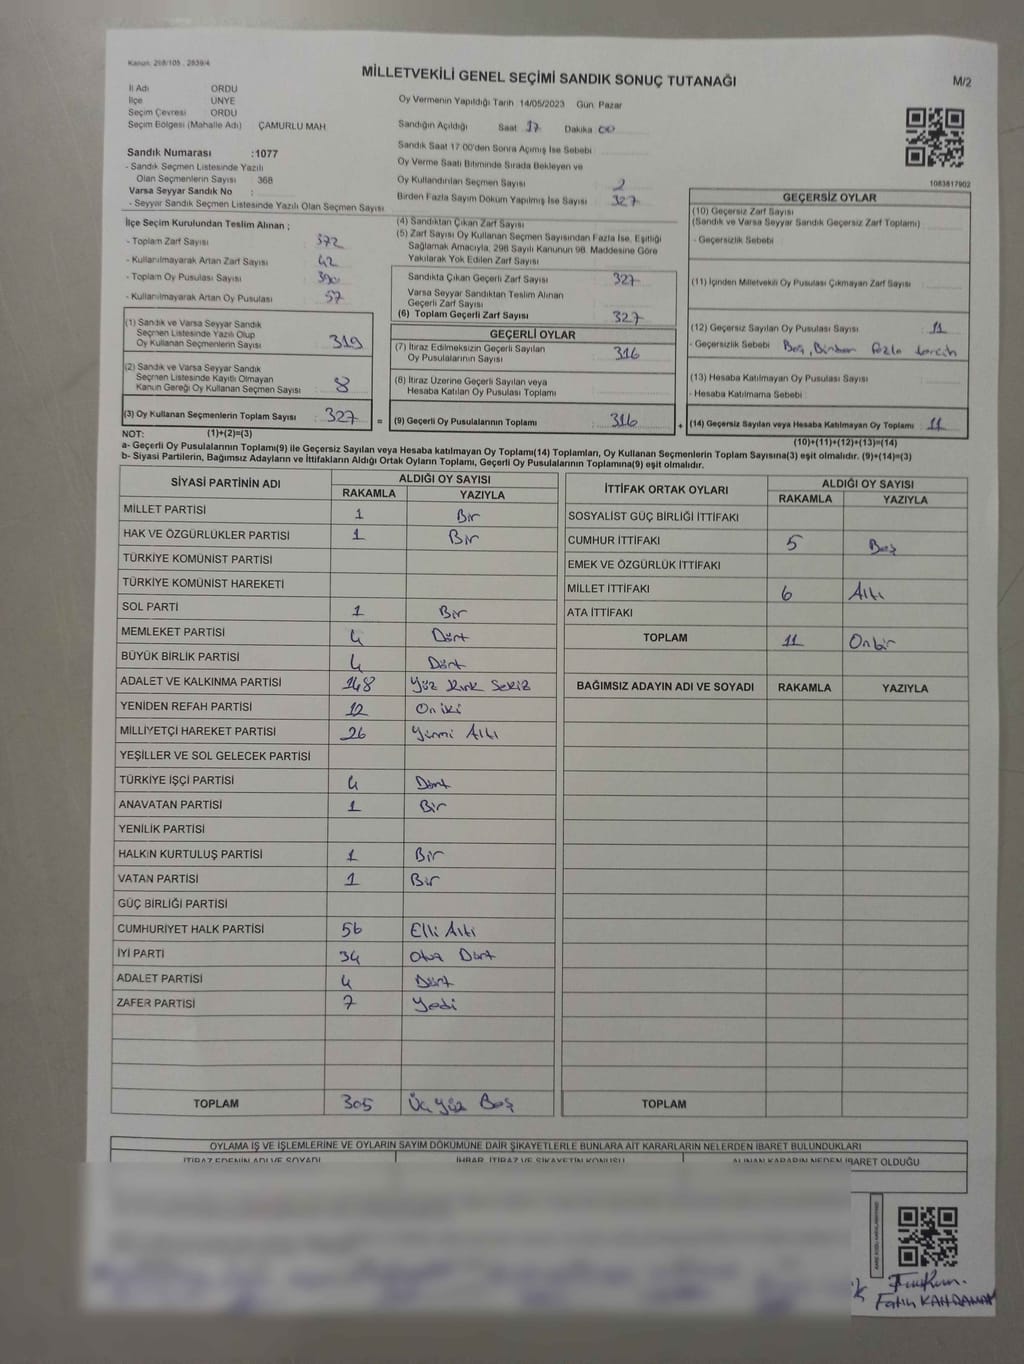 Kanun: 298/105 , 2839/4
MİLLETVEKİLİ GENEL SEÇİMİ SANDIK SONUÇ TUTANAĞI
M/2
İl Adı ORDU
İlçe ÜNYE
Seçim Çevresi ORDU
Seçim Bölgesi (Mahalle Adı) ÇAMURLU MAH
Oy Vermenin Yapıldığı Tarih 14/05/2023 Gün Pazar
Sandığın Açıldığı Saat 17 Dakika 00
Sandık Saat 17:00'den Sonra Açımış İse Sebebi
Oy Verme Saati Bitiminde Sırada Bekleyen ve
Oy Kullandırılan Seçmen Sayısı 2
Birden Fazla Sayım Döküm Yapılmış İse Sayısı 327
1083817902
Sandık Numarası :1077
- Sandık Seçmen Listesinde Yazılı
Olan Seçmenlerin Sayısı : 368
Varsa Seyyar Sandık No :
- Seyyar Sandık Seçmen Listesinde Yazılı Olan Seçmen Sayısı
İlçe Seçim Kurulundan Teslim Alınan ;
- Toplam Zarf Sayısı 372
- Kullanılmayarak Artan Zarf Sayısı 42
- Toplam Oy Pusulası Sayısı
- Kullanılmayarak Artan Oy Pusulası 57
(1) Sandık ve Varsa Seyyar Sandık
Seçmen Listesinde Yazılı Olup
Oy Kullanan Seçmenlerin Sayısı 319
(2) Sandık ve Varsa Seyyar Sandık
Seçmen Listesinde Kayıtlı Olmayan
Kanun Gereği Oy Kullanan Seçmen Sayısı 8
(3) Oy Kullanan Seçmenlerin Toplam Sayısı : 327 =
(4) Sandıktan Çıkan Zarf Sayısı
(5) Zarf Sayısı Oy Kullanan Seçmen Sayısından Fazla İse, Eşitliği
Sağlamak Amacıyla, 298 Sayılı Kanunun 98. Maddesine Göre
Yakılarak Yok Edilen Zarf Sayısı
Sandıkta Çıkan Geçerli Zarf Sayısı 327
Varsa Seyyar Sandıktan Teslim Alınan
Geçerli Zarf Sayısı
(6) Toplam Geçerli Zarf Sayısı 327
GEÇERLİ OYLAR
(7) İtiraz Edilmeksizin Geçerli Sayılan
Oy Pusulalarının Sayısı 316
(8) İtiraz Üzerine Geçerli Sayılan veya
Hesaba Katılan Oy Pusulası Toplamı
(9) Geçerli Oy Pusulalarının Toplamı 316 +
GEÇERSİZ OYLAR
(10) Geçersiz Zarf Sayısı
(Sandık ve Varsa Seyyar Sandık Geçersiz Zarf Toplamı)
- Geçersizlik Sebebi
(11) İçinden Milletvekili Oy Pusulası Çıkmayan Zarf Sayısı
(12) Geçersiz Sayılan Oy Pusulası Sayısı 11
- Geçersizlik Sebebi Boş, Birden Fazla tercih
(13) Hesaba Katılmayan Oy Pusulası Sayısı
- Hesaba Katılmama Sebebi
(14) Geçersiz Sayılan veya Hesaba Katılmayan Oy Toplamı : 11
NOT: (1)+(2)=(3)
(10)+(11)+(12)+(13)=(14)
a- Geçerli Oy Pusulalarının Toplamı(9) ile Geçersiz Sayılan veya Hesaba katılmayan Oy Toplamı(14) Toplamları, Oy Kullanan Seçmenlerin Toplam Sayısına(3) eşit olmalıdır. (9)+(14)=(3)
b- Siyasi Partilerin, Bağımsız Adayların ve İttifakların Aldığı Ortak Oyların Toplamı, Geçerli Oy Pusulalarının Toplamına(9) eşit olmalıdır.
SİYASİ PARTİNİN ADI ALDIĞI OY SAYISI
RAKAMLA YAZIYLA
MİLLET PARTİSİ 1 Bir
HAK VE ÖZGÜRLÜKLER PARTİSİ 1 Bir
TÜRKİYE KOMÜNİST PARTİSİ
TÜRKİYE KOMÜNİST HAREKETİ
SOL PARTİ 1 Bir
MEMLEKET PARTİSİ 4 Dört
BÜYÜK BİRLİK PARTİSİ 4 Dört
ADALET VE KALKINMA PARTİSİ 148 Yüz Kırk Sekiz
YENİDEN REFAH PARTİSİ 12 On iki
MİLLİYETÇİ HAREKET PARTİSİ 26 Yirmi Altı
YEŞİLLER VE SOL GELECEK PARTİSİ
TÜRKİYE İŞÇİ PARTİSİ 4 Dört
ANAVATAN PARTİSİ 1 Bir
YENİLİK PARTİSİ
HALKIN KURTULUŞ PARTİSİ 1 Bir
VATAN PARTİSİ 1 Bir
GÜÇ BİRLİĞİ PARTİSİ
CUMHURİYET HALK PARTİSİ 56 Elli Altı
İYİ PARTİ 34 Otuz Dört
ADALET PARTİSİ 4 Dört
ZAFER PARTİSİ 7 Yedi
TOPLAM 305 Üç Yüz Beş
İTTİFAK ORTAK OYLARI ALDIĞI OY SAYISI
RAKAMLA YAZIYLA
SOSYALİST GÜÇ BİRLİĞİ İTTİFAKI
CUMHUR İTTİFAKI 5 Beş
EMEK VE ÖZGÜRLÜK İTTİFAKI
MİLLET İTTİFAKI 6 Altı
ATA İTTİFAKI
TOPLAM 11 Onbir
BAĞIMSIZ ADAYIN ADI VE SOYADI RAKAMLA YAZIYLA
TOPLAM
OYLAMA İŞ VE İŞLEMLERİNE VE OYLARIN SAYIM DÖKÜMÜNE DAİR ŞİKAYETLERLE BUNLARA AİT KARARLARIN NELERDEN İBARET BULUNDUKLARI
İTİRAZ EDENİN ADI VE SOYADI İHBAR, İTİRAZ VE ŞİKAYETİN KONUSU ALINAN KARARIN NEDEN İBARET OLDUĞU
Fatih KAHRAMAN